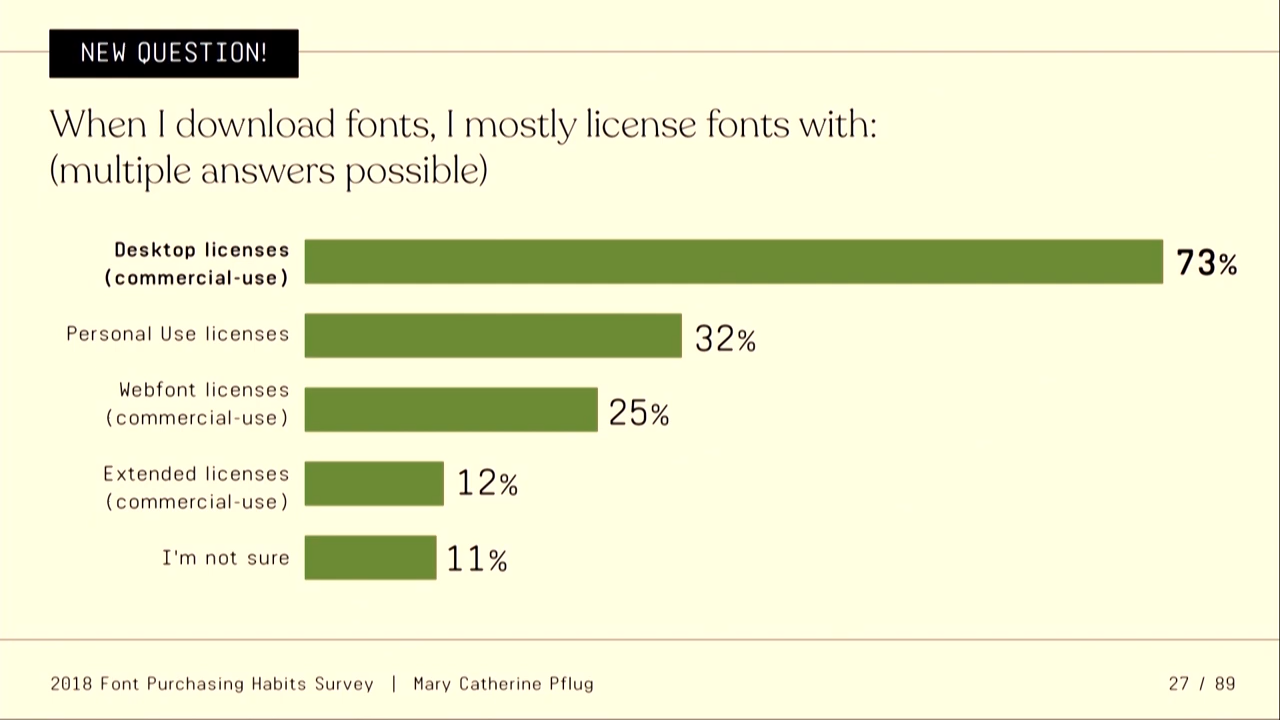 NEW QUESTION!
When I download fonts, I mostly license fonts with:
(multiple answers possible)
Desktop licenses
(commercial-use)
73%
Personal Use licenses
32%
Webfont licenses
(commercial-use)
25%
Extended licenses
(commercial-use)
12%
I'm not sure
11%
2018 Font Purchasing Habits Survey | Mary Catherine Pflug
27 / 89